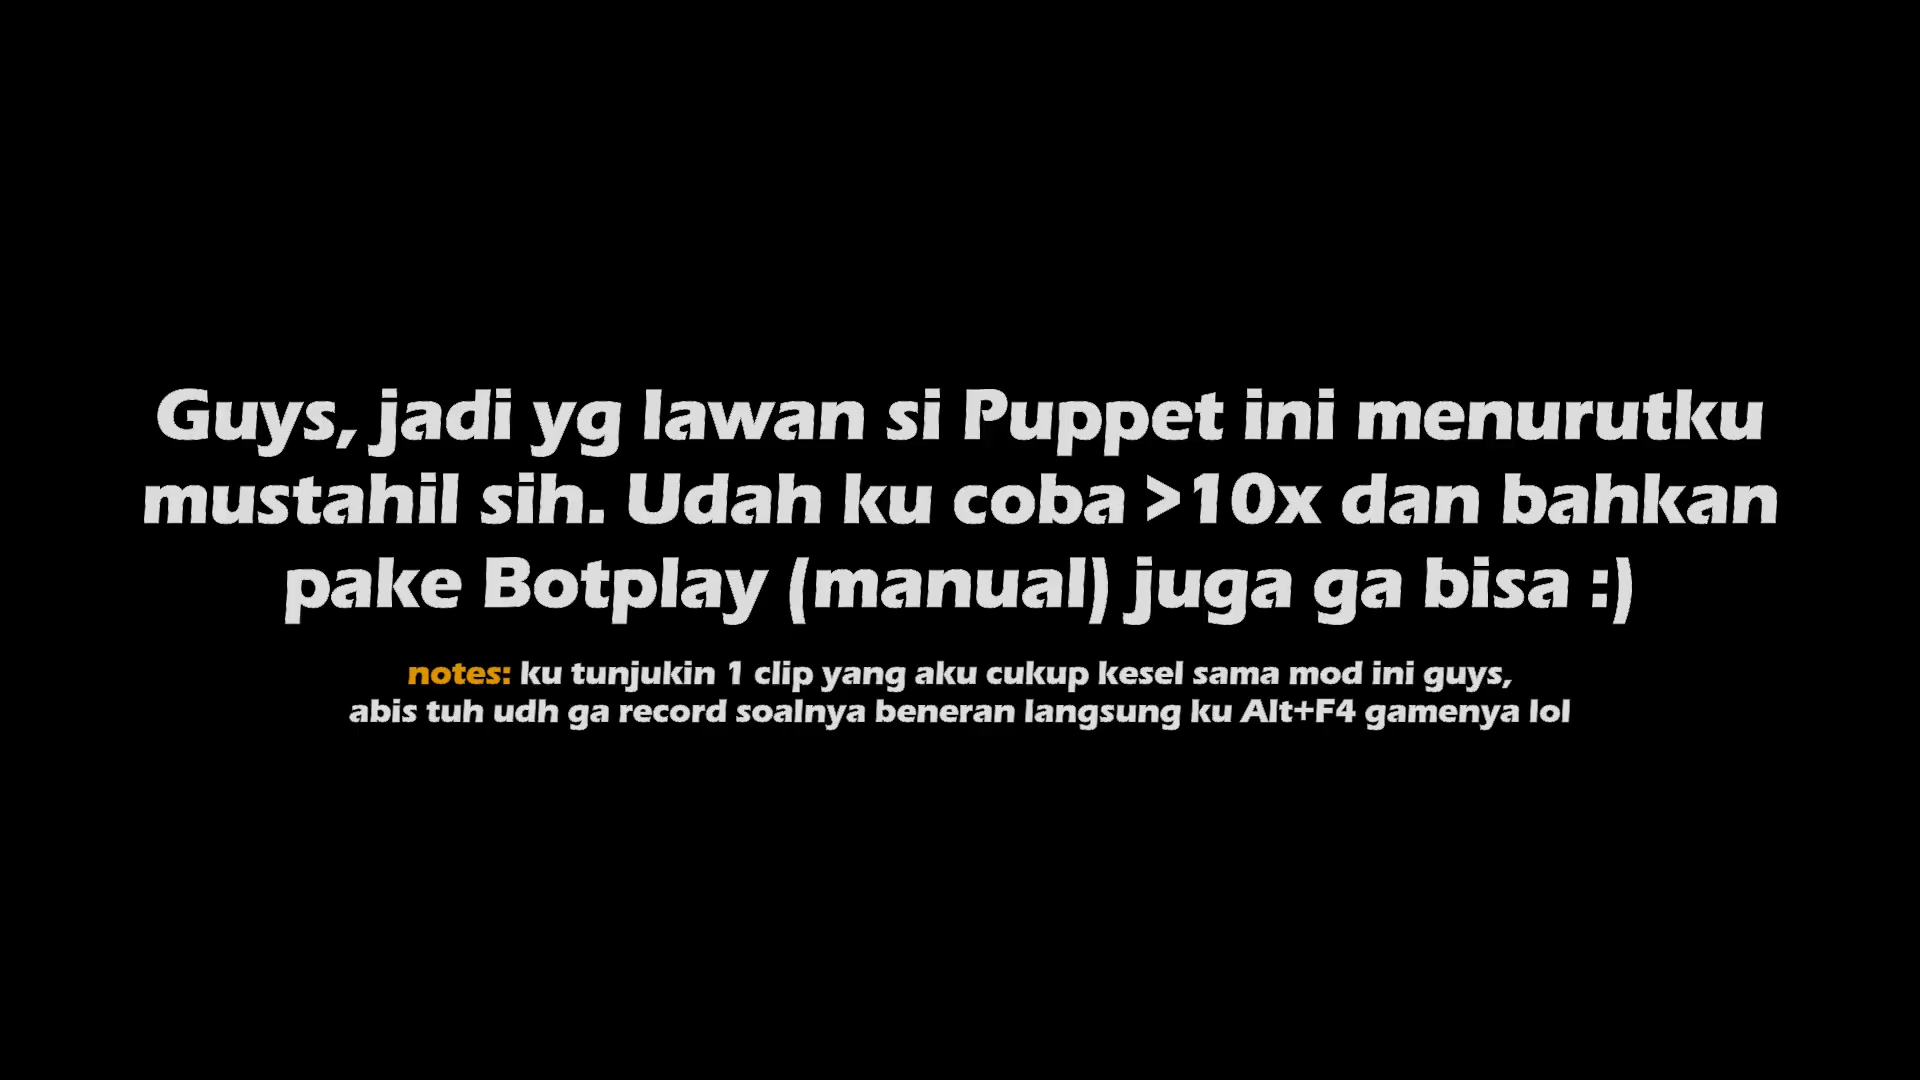 Guys, jadi yg lawan si Puppet ini menurutku
mustahil sih. Udah ku coba >10x dan bahkan
pake Botplay (manual) juga ga bisa :)
notes: ku tunjukin 1 clip yang aku cukup kesel sama mod ini guys,
abis tuh udh ga record soalnya beneran langsung ku Alt+F4 gamenya lol